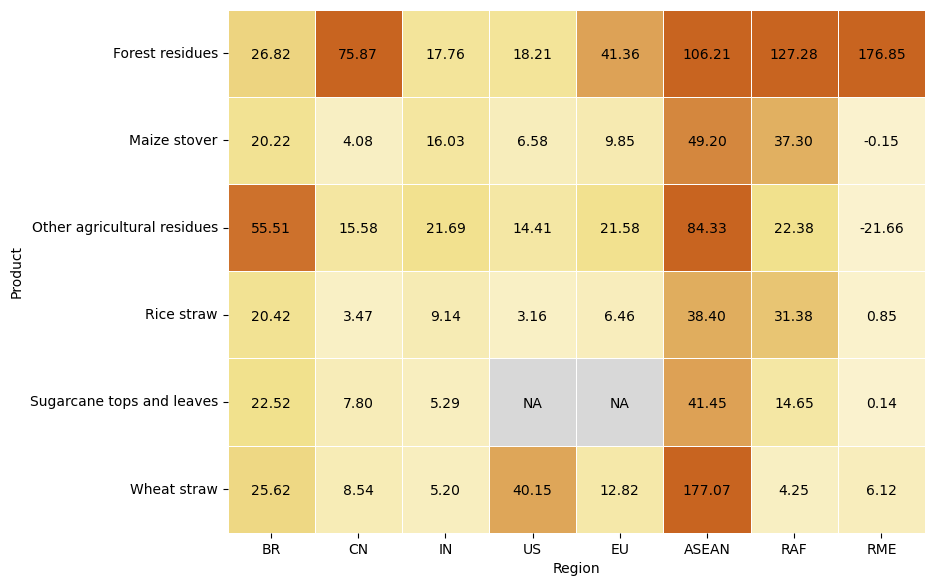 Forest residues 26.82 75.87 17.76 18.21 41.36 106.21 127.28 176.85
Maize stover 20.22 4.08 16.03 6.58 9.85 49.20 37.30 -0.15
Other agricultural residues 55.51 15.58 21.69 14.41 21.58 84.33 22.38 -21.66
Product
Rice straw 20.42 3.47 9.14 3.16 6.46 38.40 31.38 0.85
Sugarcane tops and leaves 22.52 7.80 5.29 NA NA 41.45 14.65 0.14
Wheat straw 25.62 8.54 5.20 40.15 12.82 177.07 4.25 6.12
BR CN IN US EU ASEAN RAF RME
Region